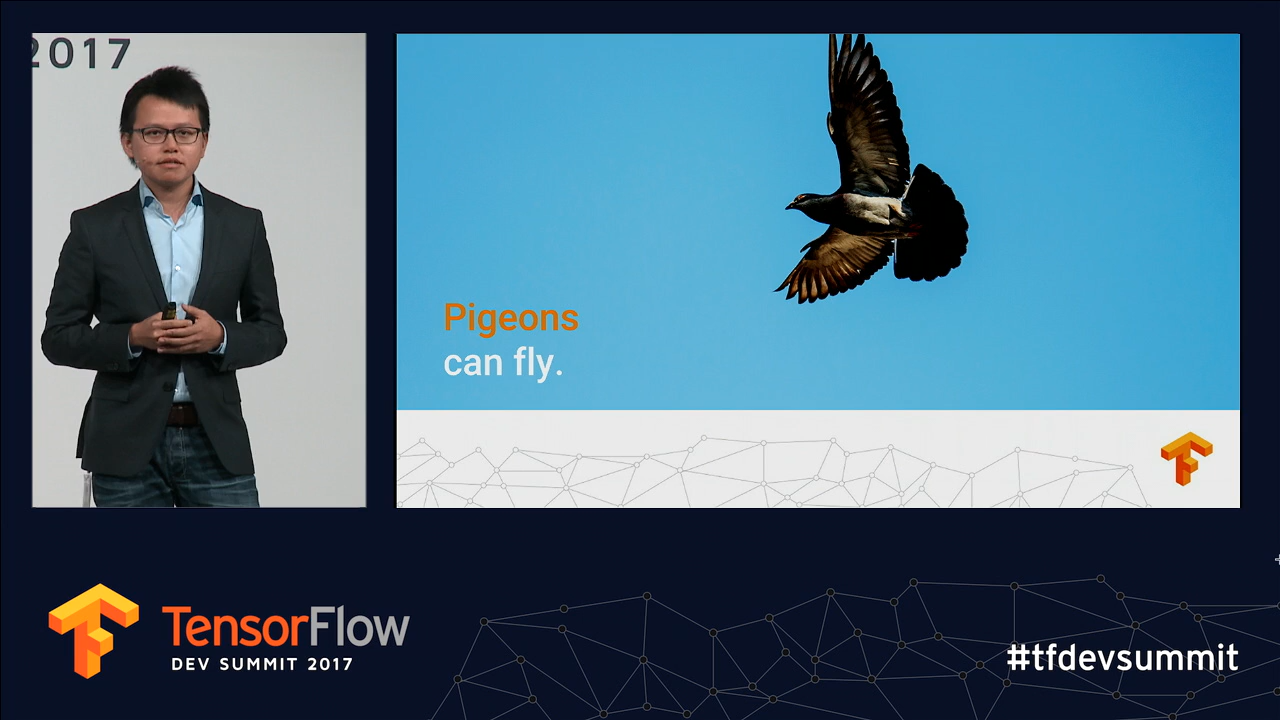 2017
Pigeons
can fly.
TensorFlow
DEV SUMMIT 2017
#tfdevsummit